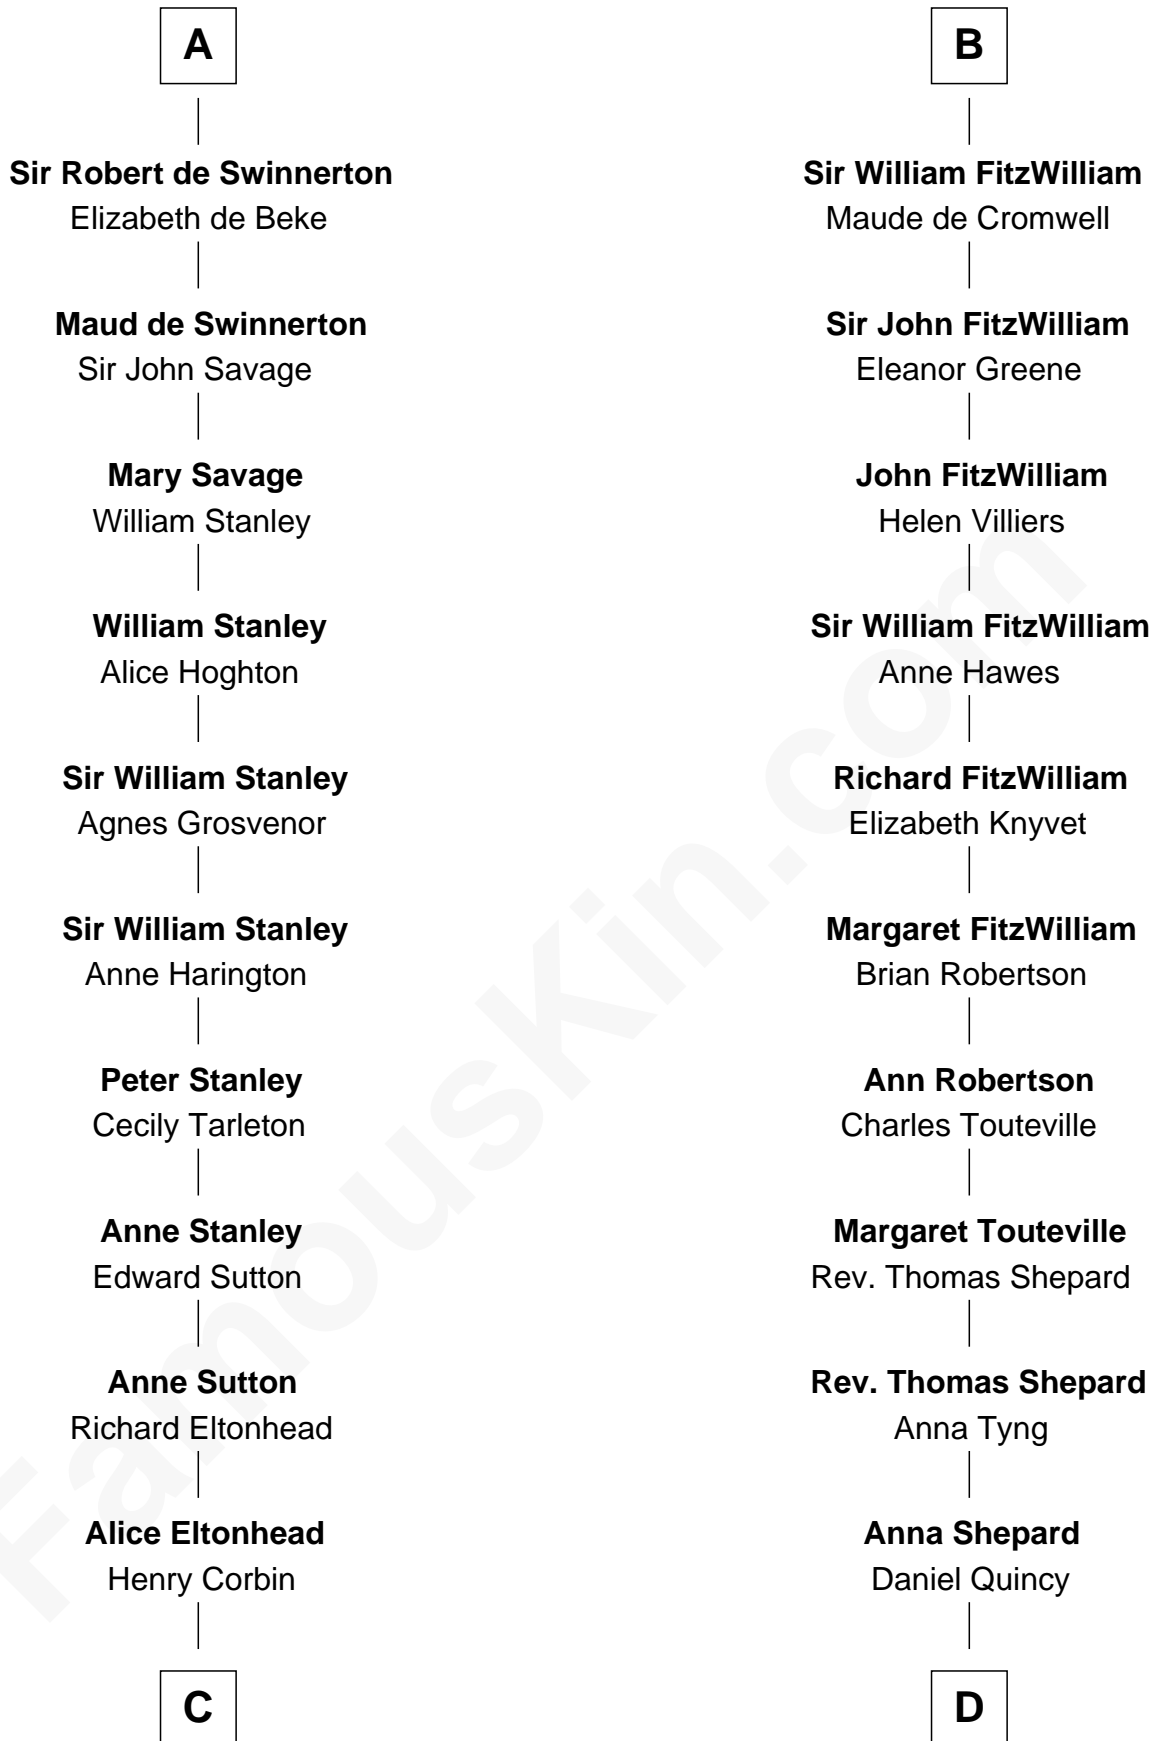 A
Sir Robert de Swinnerton
Elizabeth de Beke
Maud de Swinnerton
Sir John Savage
Mary Savage
William Stanley
William Stanley
Alice Hoghton
Sir William Stanley
Agnes Grosvenor
Sir William Stanley
Anne Harington
Peter Stanley
Cecily Tarleton
Anne Stanley
Edward Sutton
Anne Sutton
Richard Eltonhead
Alice Eltonhead
Henry Corbin
C
B
Sir William FitzWilliam
Maude de Cromwell
Sir John FitzWilliam
Eleanor Greene
John FitzWilliam
Helen Villiers
Sir William FitzWilliam
Anne Hawes
Richard FitzWilliam
Elizabeth Knyvet
Margaret FitzWilliam
Brian Robertson
Ann Robertson
Charles Touteville
Margaret Touteville
Rev. Thomas Shepard
Rev. Thomas Shepard
Anna Tyng
Anna Shepard
Daniel Quincy
D
FamousKin.com